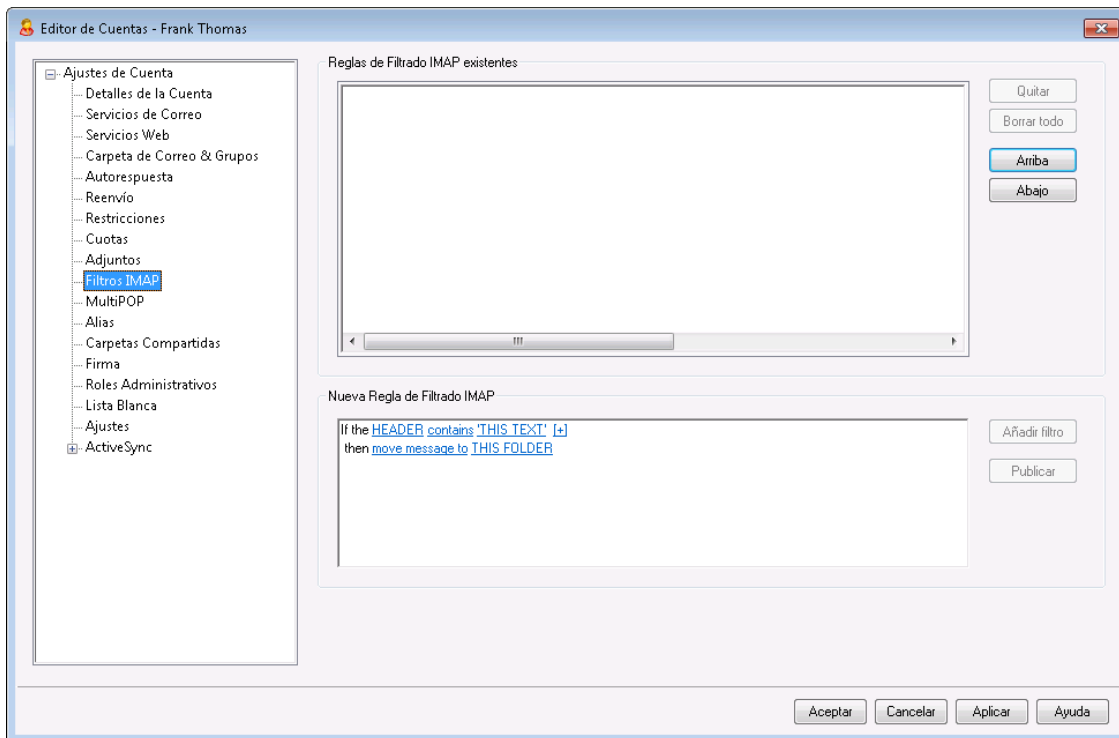 Editor de Cuentas - Frank Thomas
Ajustes de Cuenta
Detalles de la Cuenta
Servicios de Correo
Servicios Web
Carpeta de Correo & Grupos
Autorespuesta
Reenvío
Restricciones
Cuotas
Adjuntos
Filtros IMAP
MultiPOP
Alias
Carpetas Compartidas
Firma
Roles Administrativos
Lista Blanca
Ajustes
ActiveSync
Reglas de Filtrado IMAP existentes
Quitar
Borrar todo
Arriba
Abajo
Nueva Regla de Filtrado IMAP
If the HEADER contains 'THIS TEXT' [+]
then move message to THIS FOLDER
Añadir filtro
Publicar
Aceptar
Cancelar
Aplicar
Ayuda